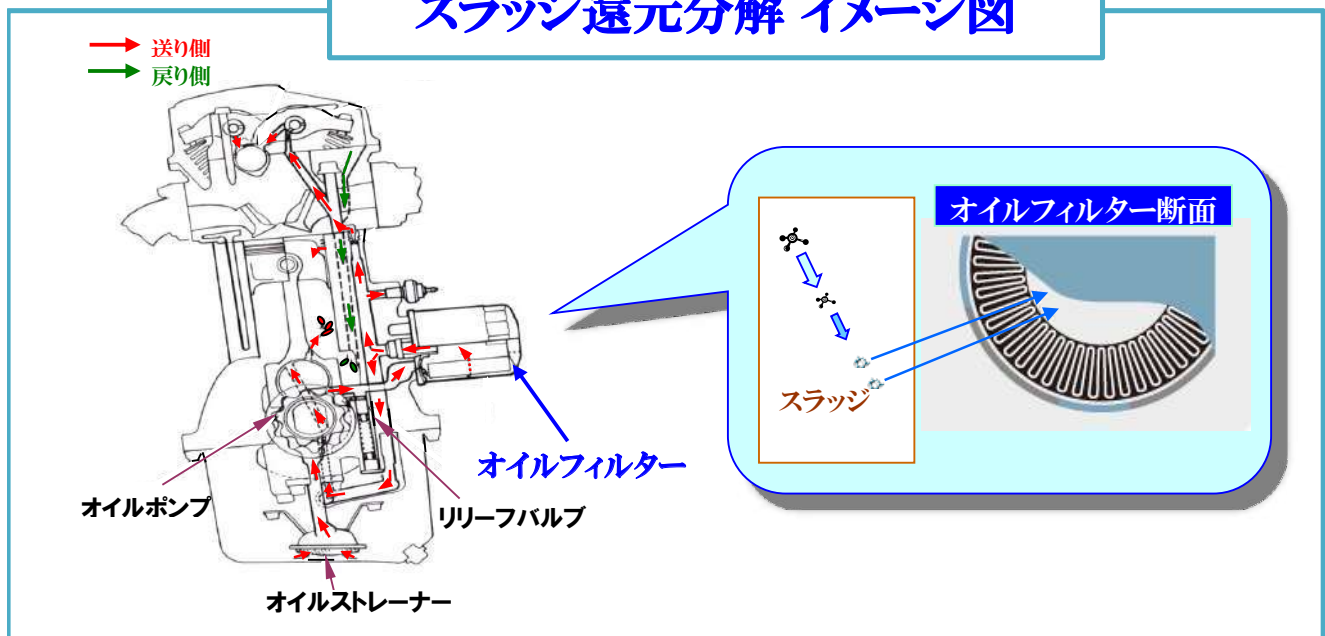 スラッジ還元分解 イメージ図
送り側
戻り側
オイルフィルター断面
スラッジ
オイルフィルター
オイルポンプ
リリーフバルブ
オイルストレーナー